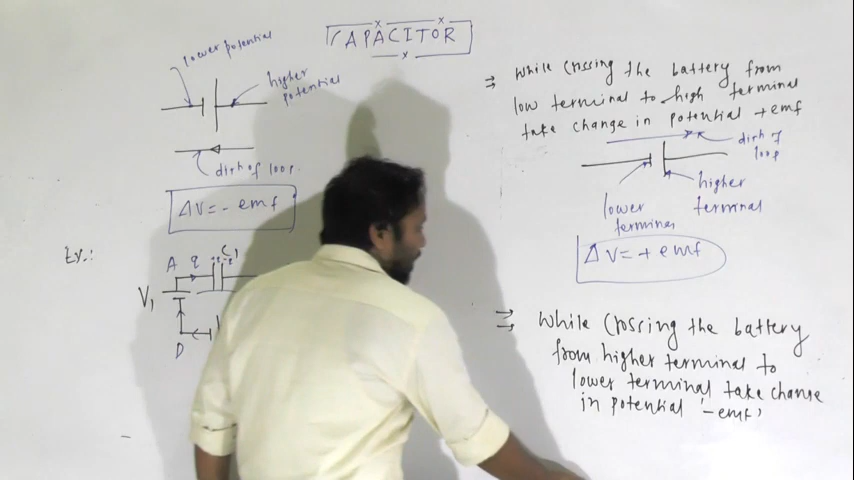 CAPACITOR
lower potential
higher
potential
dirn of loop.
ΔV = - emf
Ex.:
A q C1
V1
D
⇒ While crossing the battery from
low terminal to high terminal
take change in potential + emf
dirn of
loop
lower
terminal
higher
terminal
ΔV = + emf
⇒ While crossing the battery
from higher terminal to
lower terminal take change
in potential '-emf'